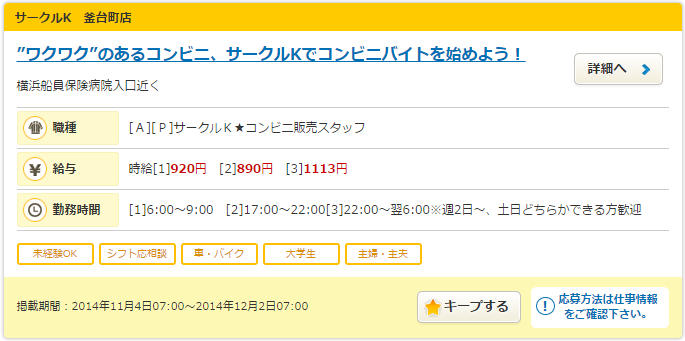 サークルK　釜台町店
”ワクワク”のあるコンビニ、サークルKでコンビニバイトを始めよう！
詳細へ
横浜船員保険病院入口近く
職種 [Ａ][Ｐ]サークルＫ★コンビニ販売スタッフ
給与 時給[1]920円　[2]890円　[3]1113円
勤務時間 [1]6:00～9:00　[2]17:00～22:00[3]22:00～翌6:00※週2日～、土日どちらかできる方歓迎
未経験OK シフト応相談 車・バイク 大学生 主婦・主夫
掲載期間：2014年11月4日07:00～2014年12月2日07:00
キープする
応募方法は仕事情報
をご確認下さい。